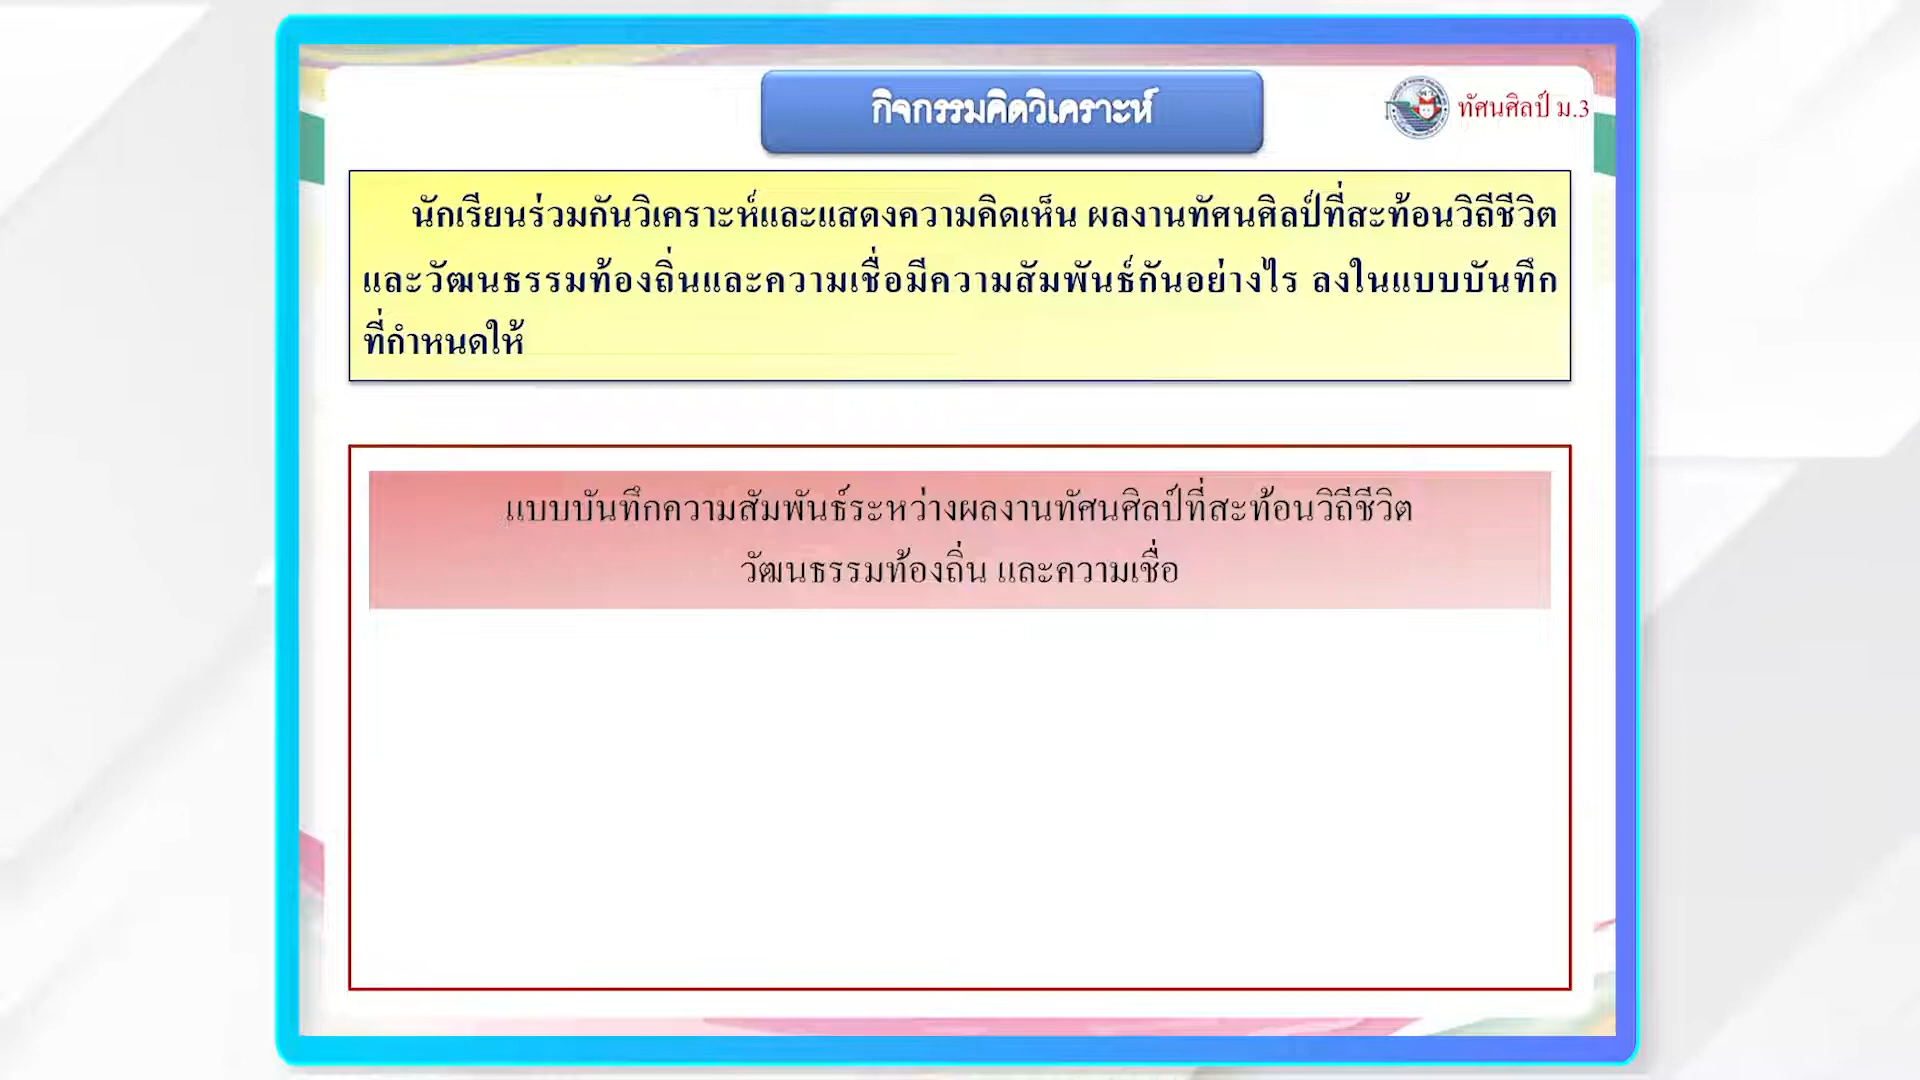 กิจกรรมคิดวิเคราะห์
ทัศนศิลป์ ม.3
นักเรียนร่วมกันวิเคราะห์และแสดงความคิดเห็น ผลงานทัศนศิลป์ที่สะท้อนวิถีชีวิต
และวัฒนธรรมท้องถิ่นและความเชื่อมีความสัมพันธ์กันอย่างไร ลงในแบบบันทึก
ที่กำหนดให้
แบบบันทึกความสัมพันธ์ระหว่างผลงานทัศนศิลป์ที่สะท้อนวิถีชีวิต
วัฒนธรรมท้องถิ่น และความเชื่อ